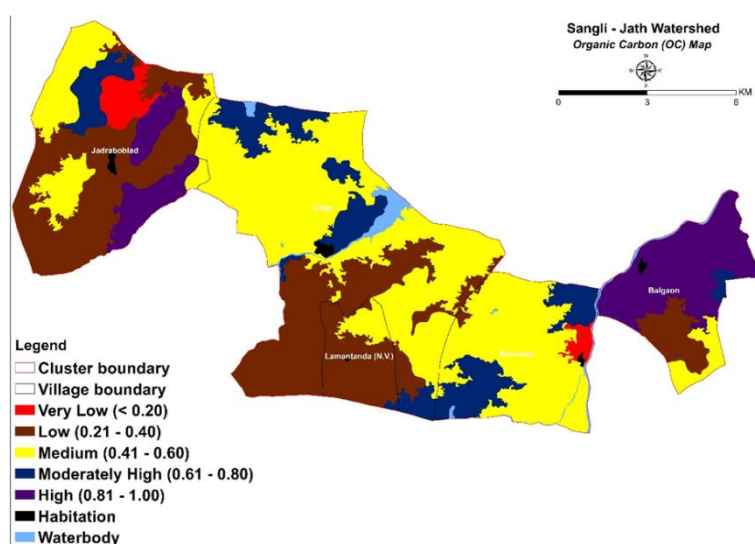 Sangli - Jath Watershed
Organic Carbon (OC) Map
N
W
E
S
KM
0 3 6
Jadraboblad
Balgaon
Lamantanda (N.V.)
Legend
Cluster boundary
Village boundary
Very Low (< 0.20)
Low (0.21 - 0.40)
Medium (0.41 - 0.60)
Moderately High (0.61 - 0.80)
High (0.81 - 1.00)
Habitation
Waterbody